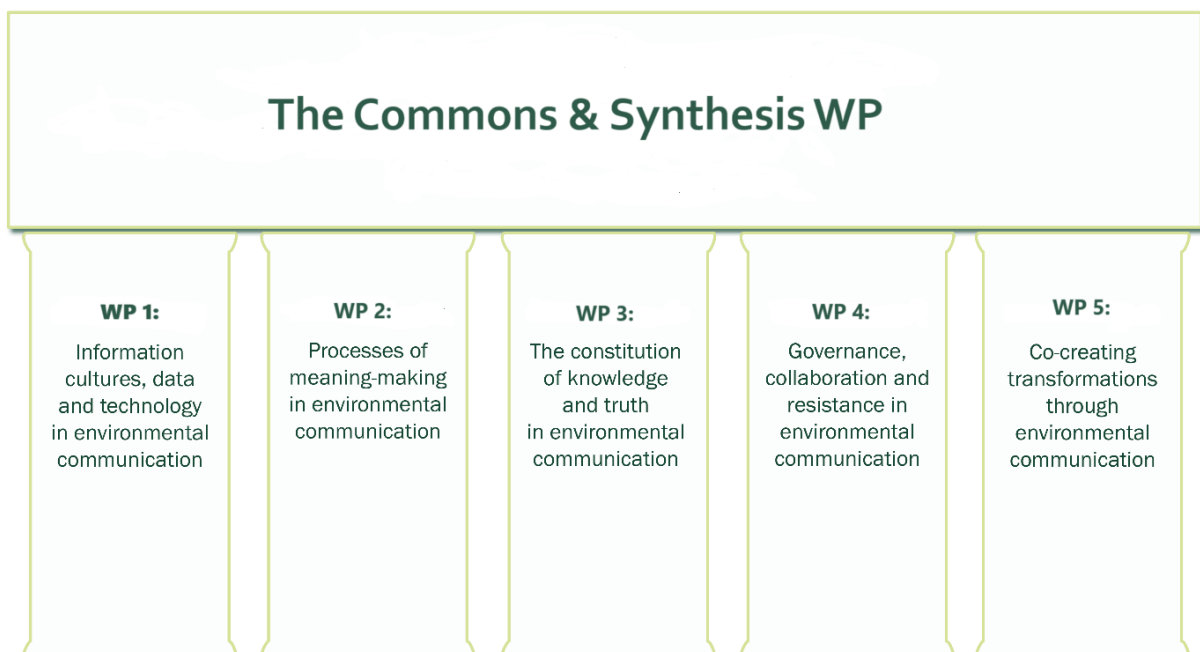 The Commons & Synthesis WP
WP 1:
Information
cultures, data
and technology
in environmental
communication
WP 2:
Processes of
meaning-making
in environmental
communication
WP 3:
The constitution
of knowledge
and truth
in environmental
communication
WP 4:
Governance,
collaboration and
resistance in
environmental
communication
WP 5:
Co-creating
transformations
through
environmental
communication